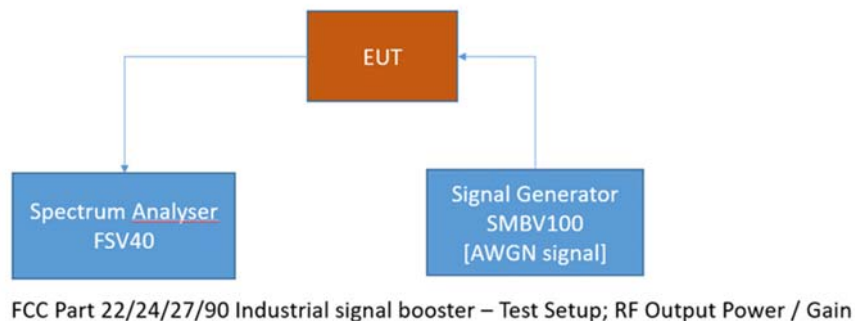 EUT
Spectrum Analyser
FSV40
Signal Generator
SMBV100
[AWGN signal]
FCC Part 22/24/27/90 Industrial signal booster – Test Setup; RF Output Power / Gain